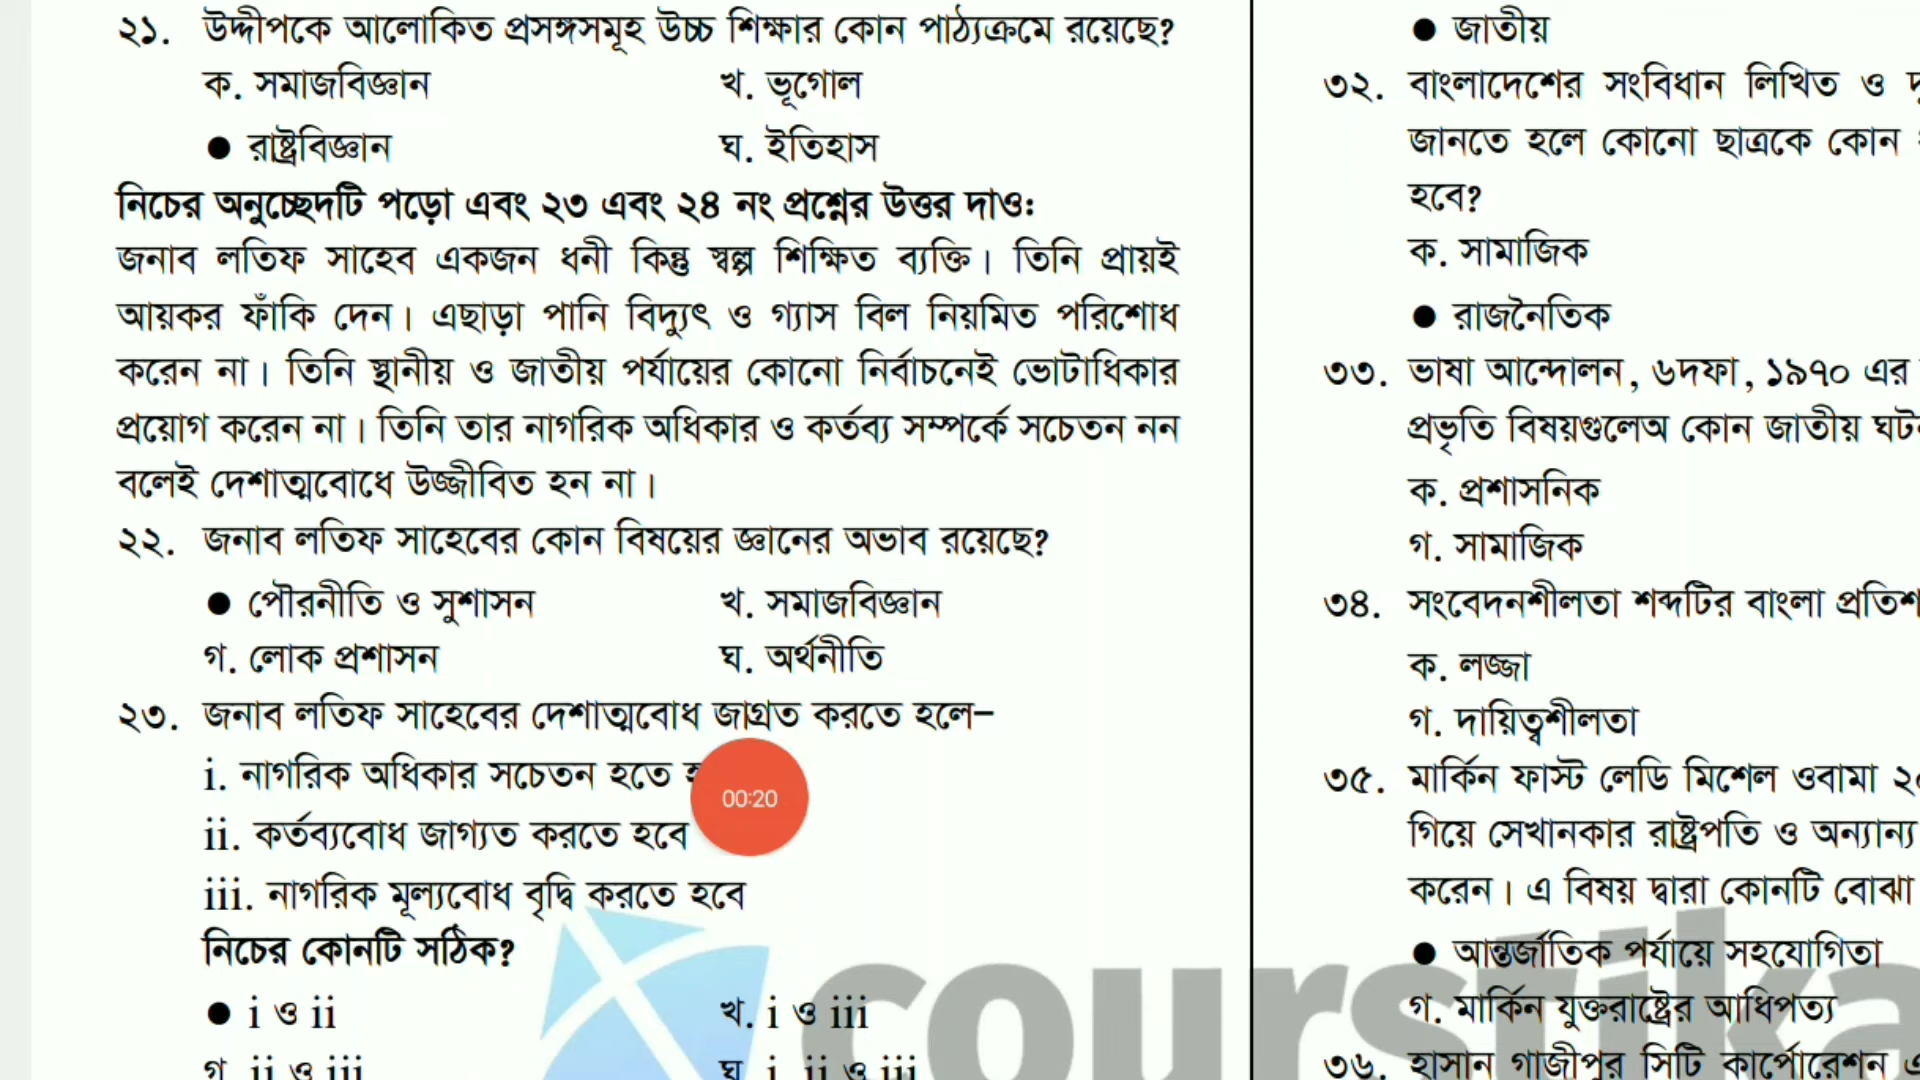 ২১. উদ্দীপকে আলোকিত প্রসঙ্গসমূহ উচ্চ শিক্ষার কোন পাঠ্যক্রমে রয়েছে?
ক. সমাজবিজ্ঞান খ. ভূগোল
● রাষ্ট্রবিজ্ঞান ঘ. ইতিহাস
নিচের অনুচ্ছেদটি পড়ো এবং ২৩ এবং ২৪ নং প্রশ্নের উত্তর দাও:
জনাব লতিফ সাহেব একজন ধনী কিন্তু স্বল্প শিক্ষিত ব্যক্তি। তিনি প্রায়ই
আয়কর ফাঁকি দেন। এছাড়া পানি বিদ্যুৎ ও গ্যাস বিল নিয়মিত পরিশোধ
করেন না। তিনি স্থানীয় ও জাতীয় পর্যায়ের কোনো নির্বাচনেই ভোটাধিকার
প্রয়োগ করেন না। তিনি তার নাগরিক অধিকার ও কর্তব্য সম্পর্কে সচেতন নন
বলেই দেশাত্মবোধে উজ্জীবিত হন না।
২২. জনাব লতিফ সাহেবের কোন বিষয়ের জ্ঞানের অভাব রয়েছে?
● পৌরনীতি ও সুশাসন খ. সমাজবিজ্ঞান
গ. লোক প্রশাসন ঘ. অর্থনীতি
২৩. জনাব লতিফ সাহেবের দেশাত্মবোধ জাগ্রত করতে হলে–
i. নাগরিক অধিকার সচেতন হতে
00:20
ii. কর্তব্যবোধ জাগ্যত করতে হবে
iii. নাগরিক মূল্যবোধ বৃদ্ধি করতে হবে
নিচের কোনটি সঠিক?
● i ও ii খ. i ও iii
গ. ii ও iii ঘ. i, ii ও iii
● জাতীয়
৩২. বাংলাদেশের সংবিধান লিখিত ও
জানতে হলে কোনো ছাত্রকে কোন
হবে?
ক. সামাজিক
● রাজনৈতিক
৩৩. ভাষা আন্দোলন, ৬দফা, ১৯৭০ এর
প্রভৃতি বিষয়গুলেঅ কোন জাতীয়
ক. প্রশাসনিক
গ. সামাজিক
৩৪. সংবেদনশীলতা শব্দটির বাংলা
ক. লজ্জা
গ. দায়িত্বশীলতা
৩৫. মার্কিন ফাস্ট লেডি মিশেল ওবামা
গিয়ে সেখানকার রাষ্ট্রপতি ও অন্যান্য
করেন। এ বিষয় দ্বারা কোনটি বোঝা
● আন্তর্জাতিক পর্যায়ে সহযোগিতা
গ. মার্কিন যুক্তরাষ্ট্রের আধিপত্য
৩৬. হাসান গাজীপুর সিটি কার্পোরেশন
courstika